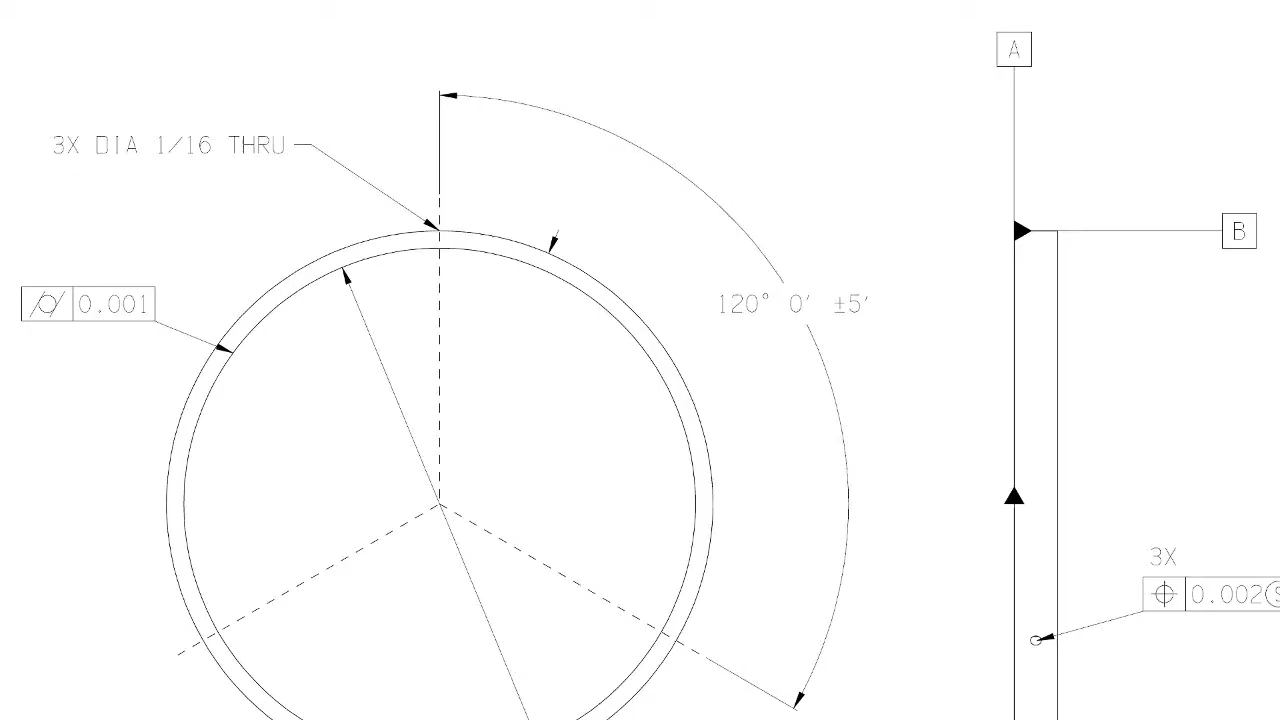 A
3X DIA 1/16 THRU
B
0.001
120° 0′ ±5′
3X
0.002 Ⓢ